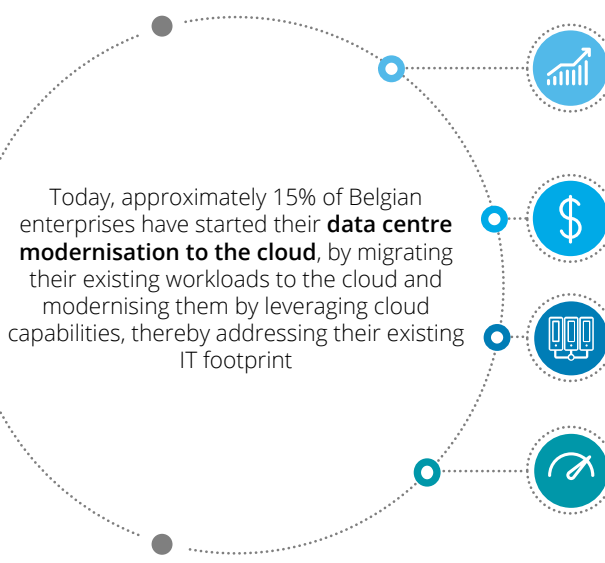 Today, approximately 15% of Belgian
enterprises have started their data centre
modernisation to the cloud, by migrating
their existing workloads to the cloud and
modernising them by leveraging cloud
capabilities, thereby addressing their existing
IT footprint
$